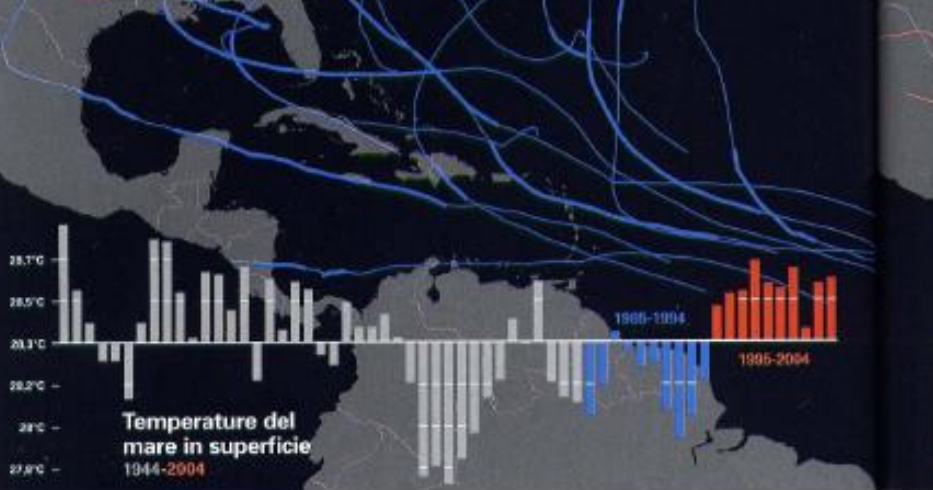 28,7°C
28,5°C
28,3°C
28,2°C
28°C
27,8°C
1985-1994
1995-2004
Temperature del
mare in superficie
1944-2004